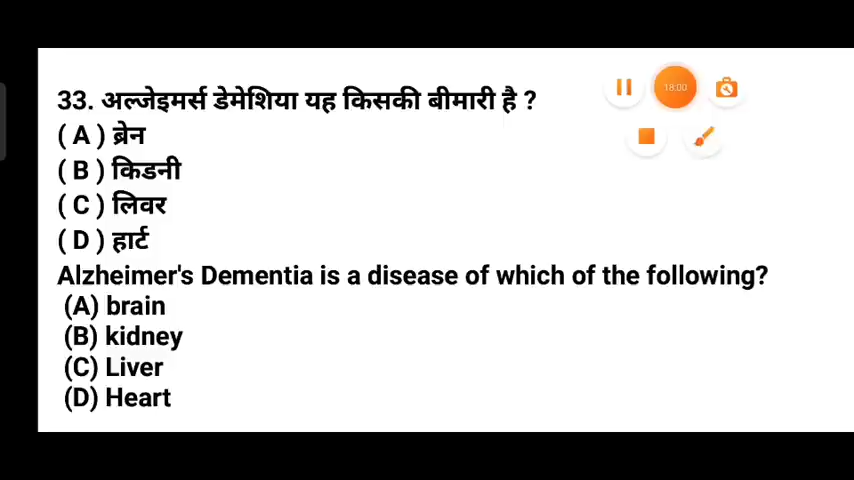 33. अल्जेइमर्स डेमेशिया यह किसकी बीमारी है ?
( A ) ब्रेन
( B ) किडनी
( C ) लिवर
( D ) हार्ट
Alzheimer's Dementia is a disease of which of the following?
(A) brain
(B) kidney
(C) Liver
(D) Heart
18:00